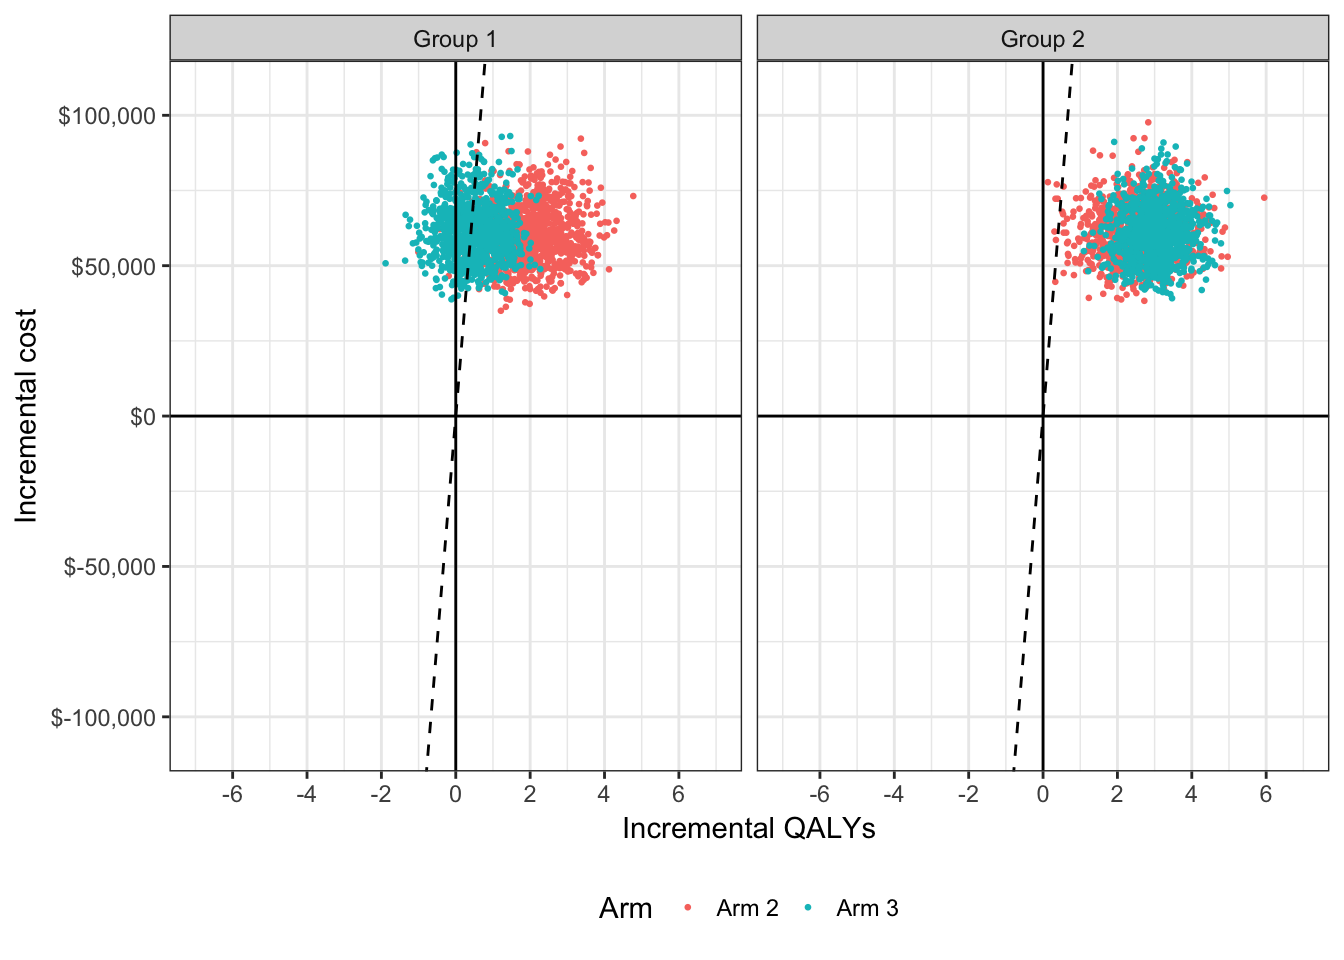 Group 1 Group 2
$100,000
$50,000
$0
$-50,000
$-100,000
Incremental cost
-6 -4 -2 0 2 4 6 -6 -4 -2 0 2 4 6
Incremental QALYs
Arm Arm 2 Arm 3